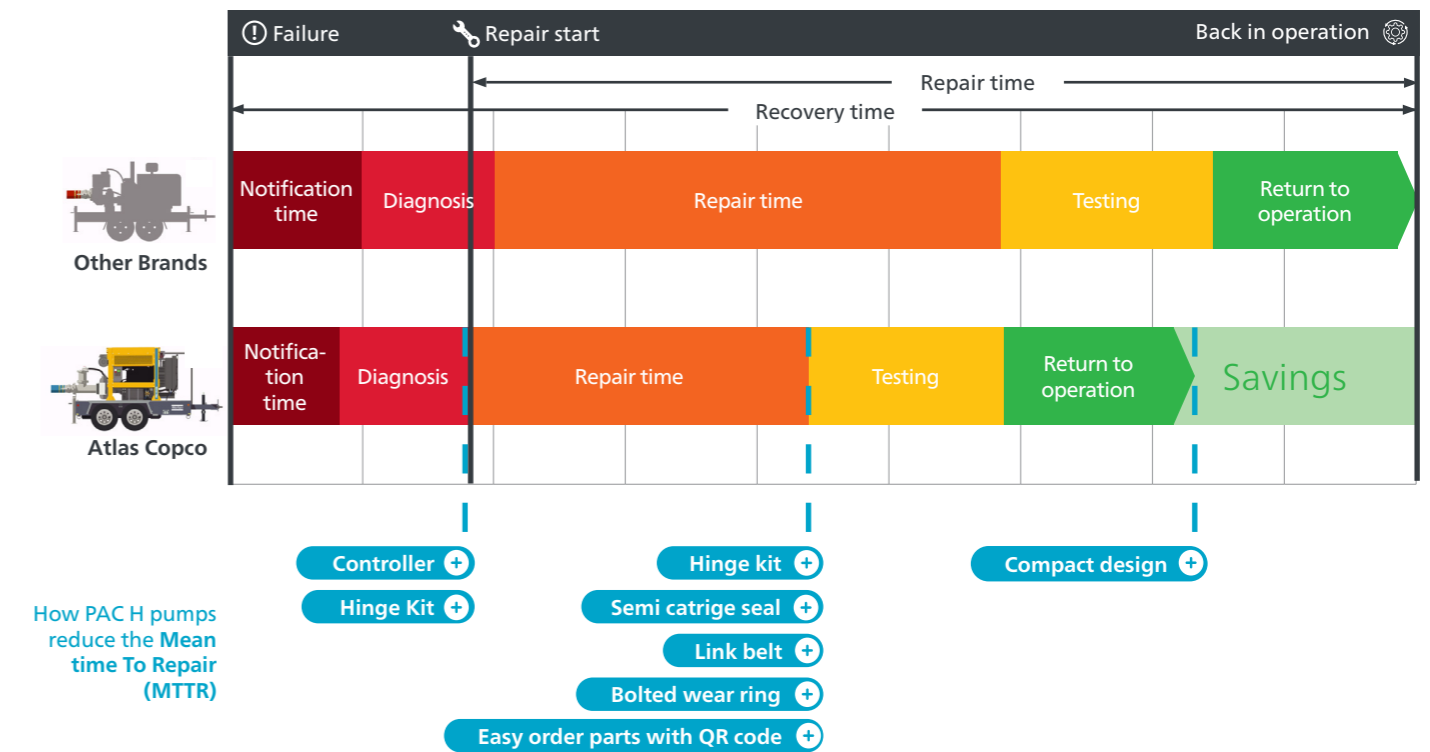 Failure
Repair start
Back in operation
Repair time
Recovery time
Notification
time
Diagnosis
Repair time
Testing
Return to
operation
Other Brands
Notifica-
tion
time
Diagnosis
Repair time
Testing
Return to
operation
Savings
Atlas Copco
Controller +
Hinge Kit +
Hinge kit +
Semi catrige seal +
Link belt +
Bolted wear ring +
Easy order parts with QR code +
Compact design +
How PAC H pumps
reduce the Mean
time To Repair
(MTTR)